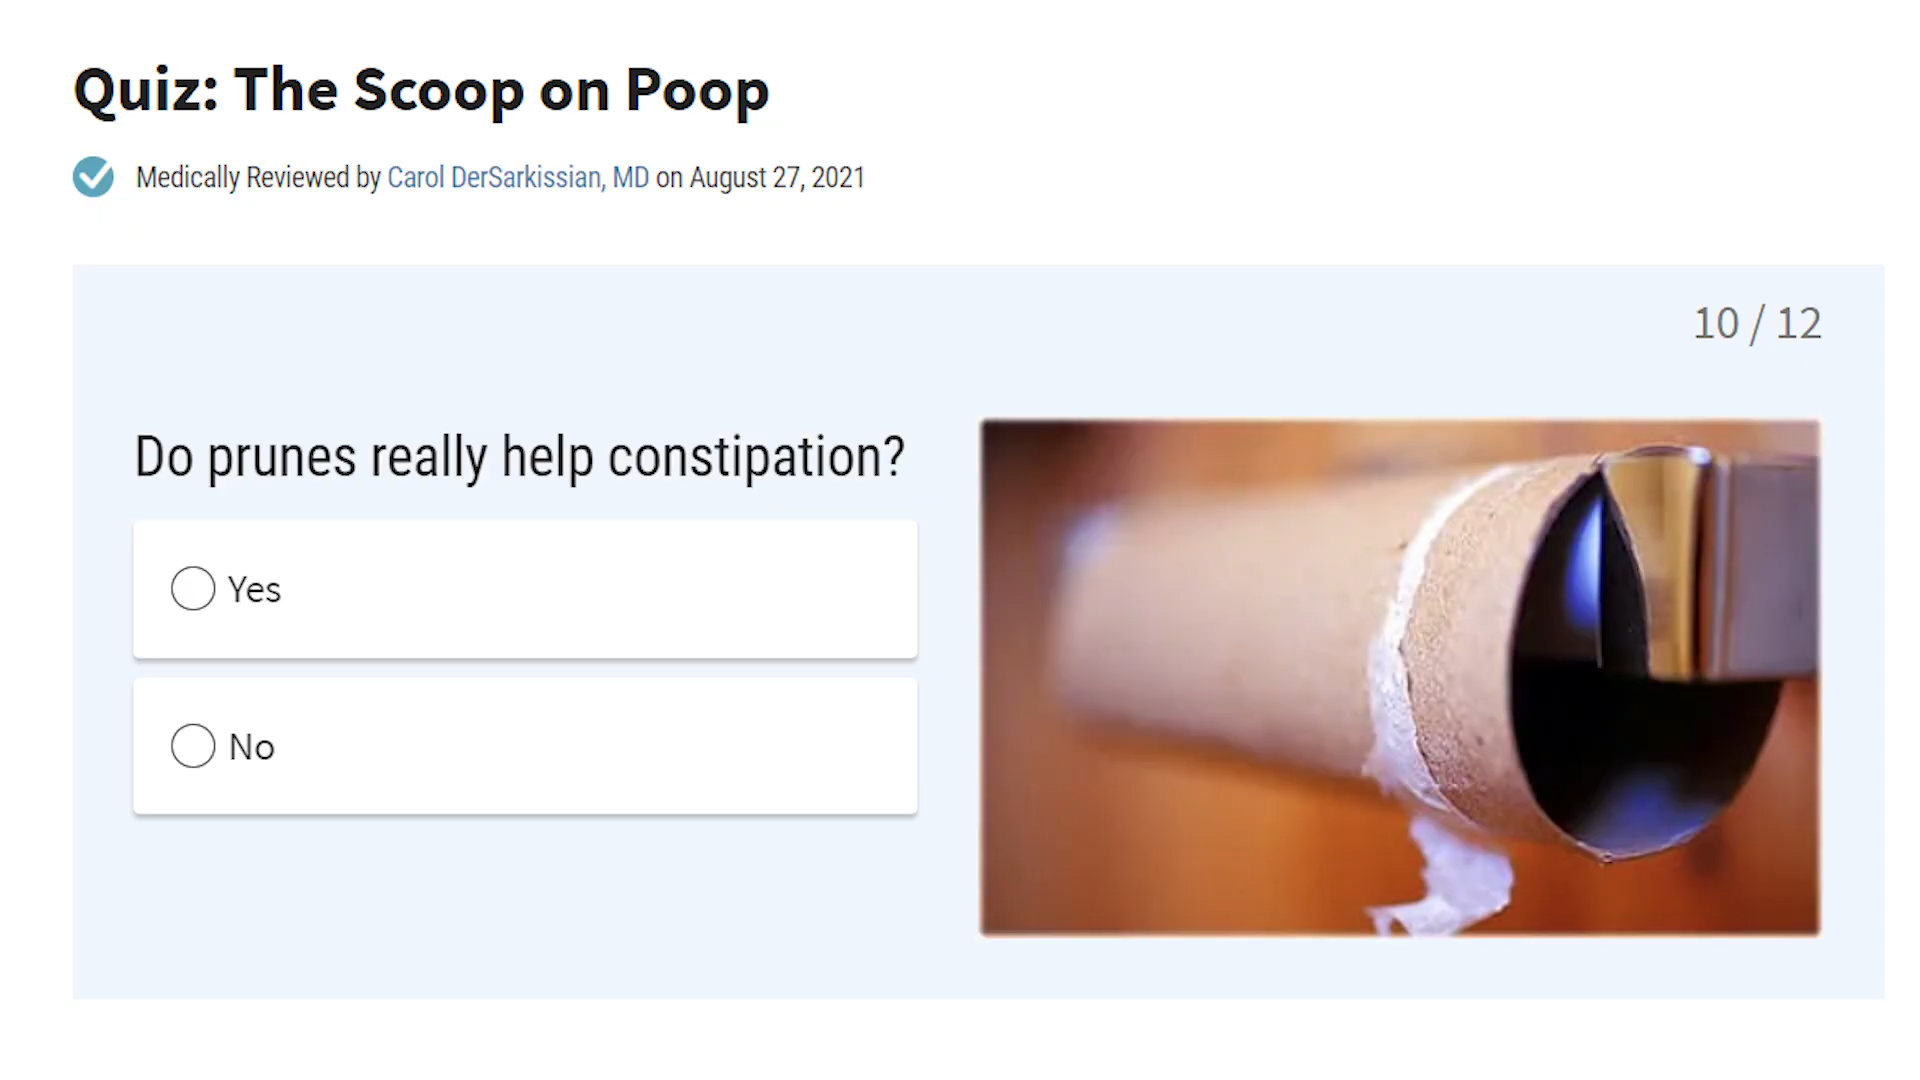 Quiz: The Scoop on Poop
Medically Reviewed by Carol DerSarkissian, MD on August 27, 2021
10 / 12
Do prunes really help constipation?
Yes
No